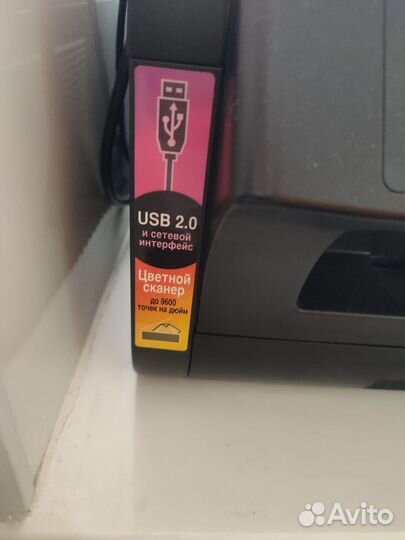 USB 2.0
и сетевой
интерфейс
Цветной
сканер
до 9600
точек на дюйм
Avito